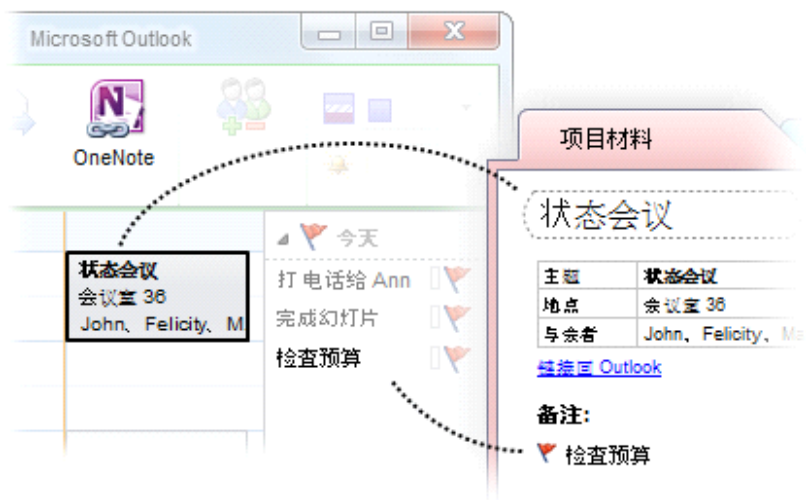 Microsoft Outlook
OneNote
状态会议
会议室 36
John、Felicity、M
今天
打 电话给 Ann
完成幻灯片
检查预算
项目材料
状态会议
主题 状态会议
地点 会议室 36
与会者 John、Felicity、Ma
链接回 Outlook
备注:
检查预算